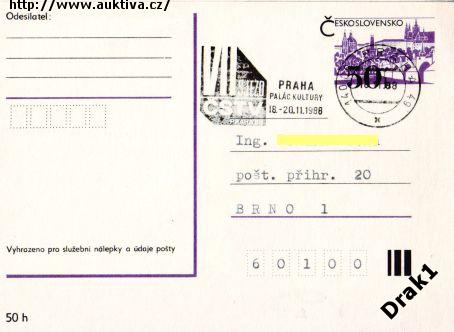 http://www.auktiva.cz/
Odesílatel:
ČESKOSLOVENSKO
50h
ČSTV
PRAHA
PALÁC KULTURY
18.-20.11.1988
Ing.
pošt. přihr. 20
BRNO 1
Vyhrazeno pro služební nálepky a údaje pošty
60100
50 h
Drak1